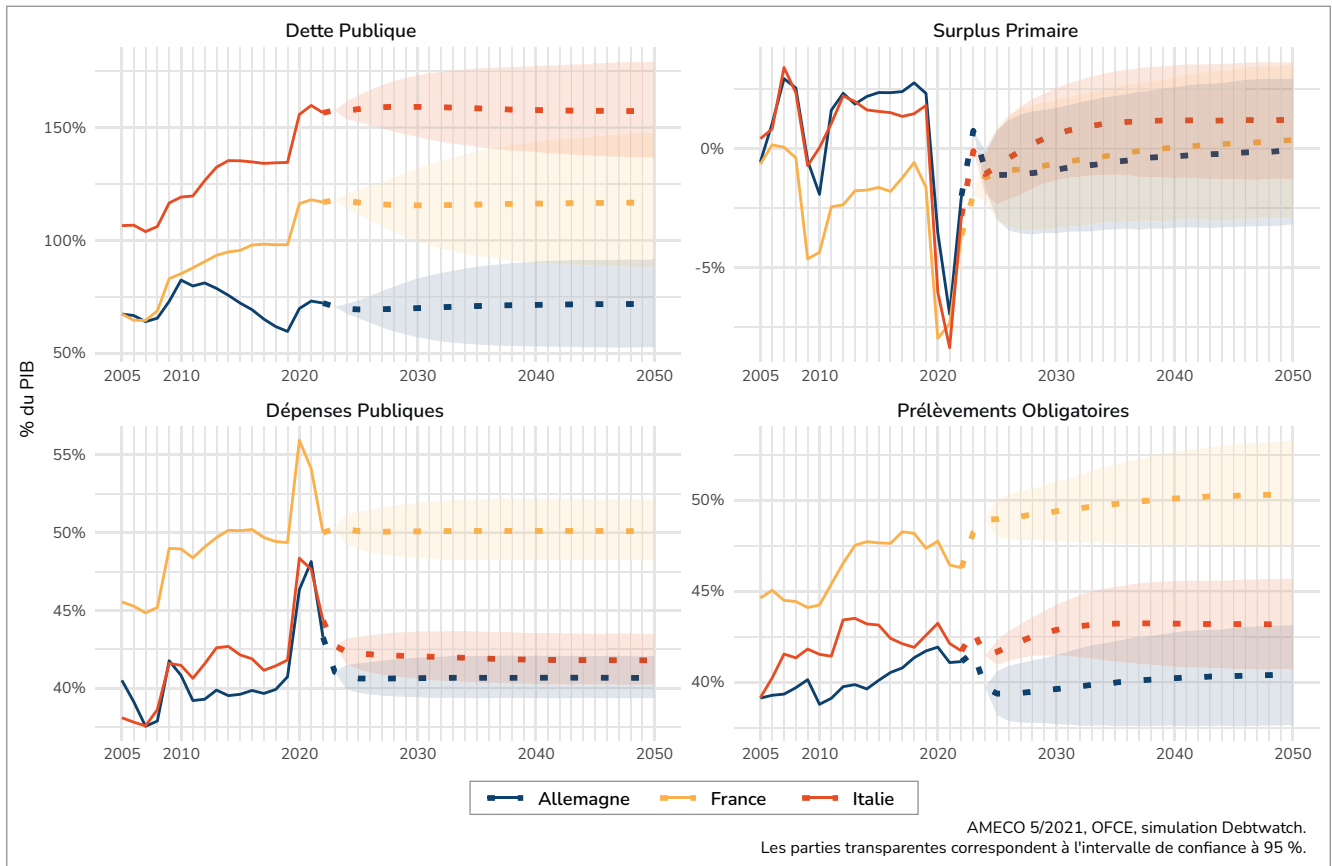 Dette Publique
Surplus Primaire
150%
100%
50%
0%
-5%
2005 2010 2020 2030 2040 2050
2005 2010 2020 2030 2040 2050
% du PIB
Dépenses Publiques
Prélèvements Obligatoires
55%
50%
45%
40%
50%
45%
40%
2005 2010 2020 2030 2040 2050
2005 2010 2020 2030 2040 2050
Allemagne France Italie
AMECO 5/2021, OFCE, simulation Debtwatch.
Les parties transparentes correspondent à l'intervalle de confiance à 95 %.